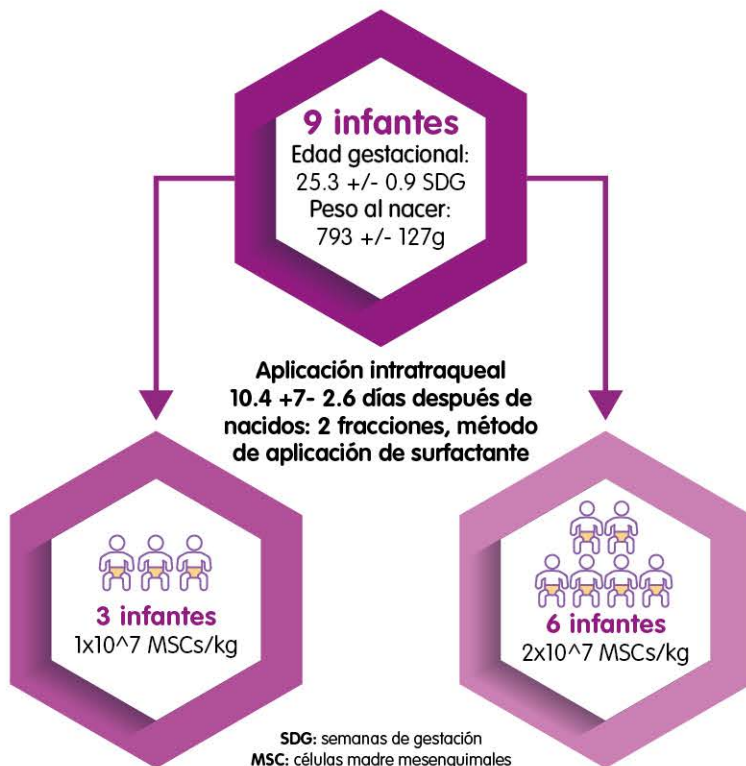 9 infantes
Edad gestacional:
25.3 +/- 0.9 SDG
Peso al nacer:
793 +/- 127g
Aplicación intratraqueal
10.4 +7- 2.6 días después de
nacidos: 2 fracciones, método
de aplicación de surfactante
3 infantes
1x10^7 MSCs/kg
6 infantes
2x10^7 MSCs/kg
SDG: semanas de gestación
MSC: células madre mesenquimales